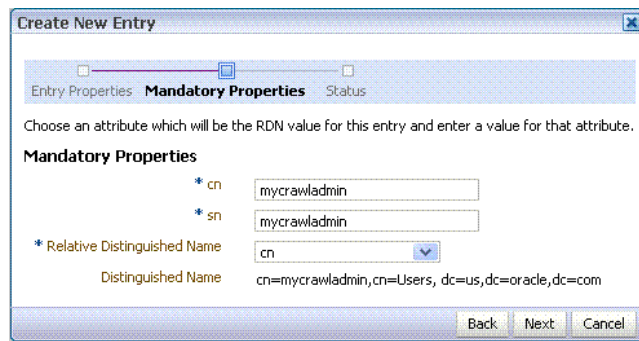 Create New Entry
Entry Properties Mandatory Properties Status
Choose an attribute which will be the RDN value for this entry and enter a value for that attribute.
Mandatory Properties
* cn mycrawladmin
* sn mycrawladmin
* Relative Distinguished Name cn
Distinguished Name cn=mycrawladmin,cn=Users, dc=us,dc=oracle,dc=com
Back Next Cancel